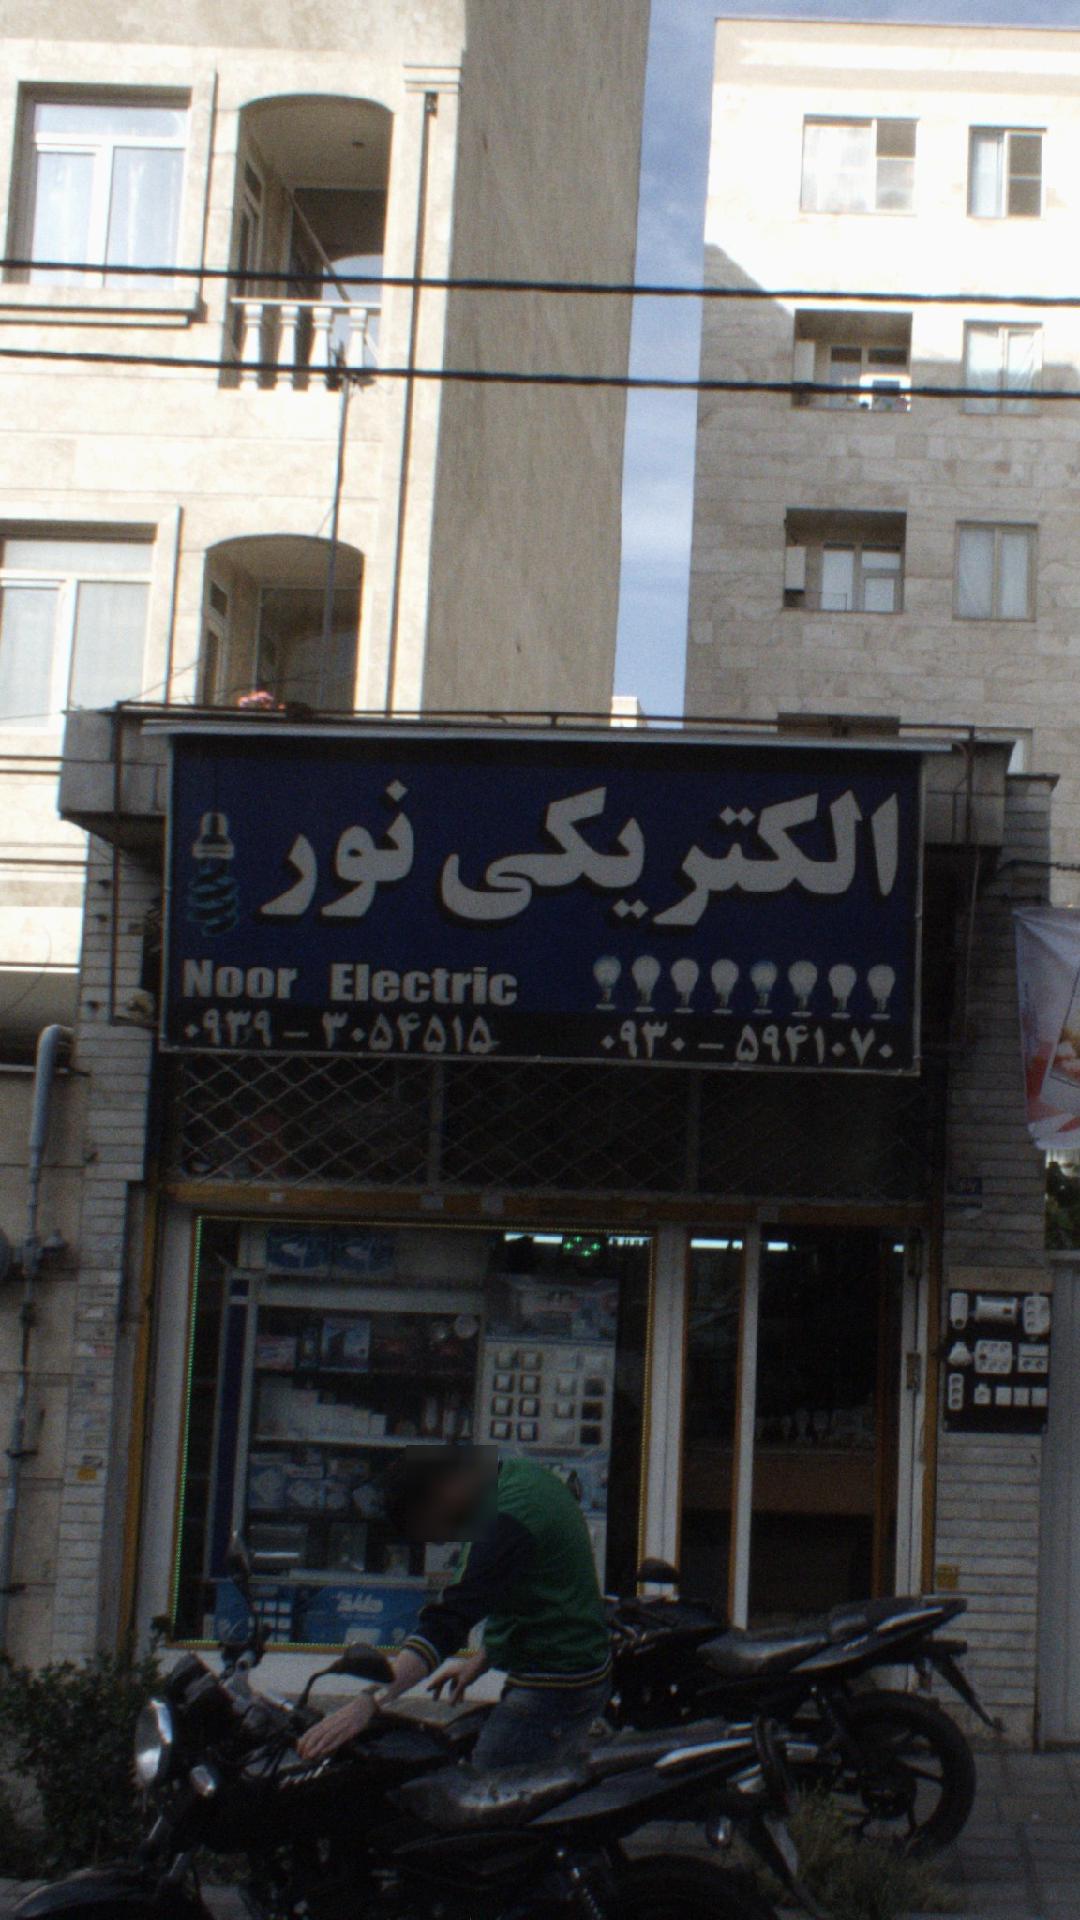 الکتریکی نور
Noor Electric
۰۹۳۹ - ۳۰۵۴۵۱۵
۰۹۳۰ - ۵۹۴۱۰۷۰